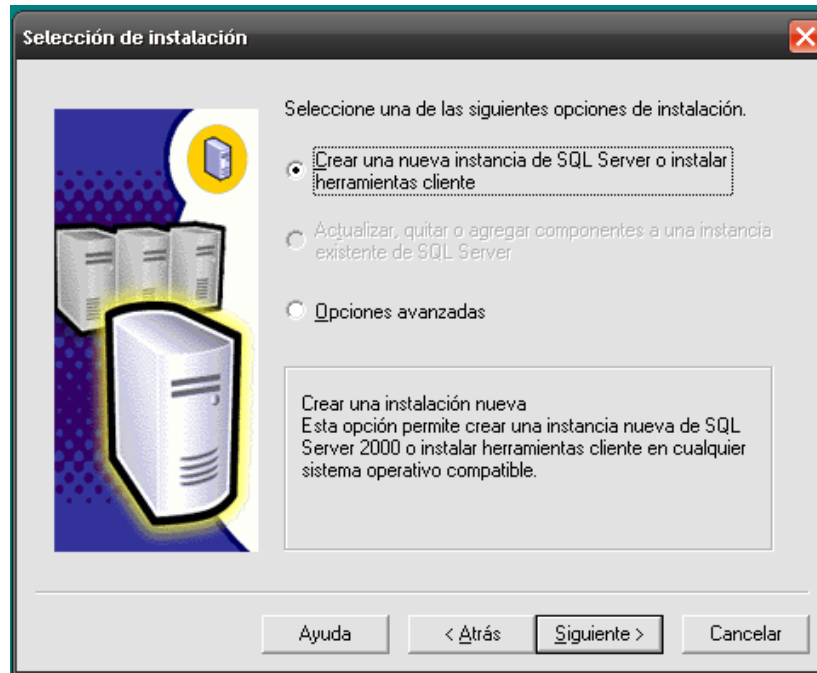 Selección de instalación
Seleccione una de las siguientes opciones de instalación.
Crear una nueva instancia de SQL Server o instalar
herramientas cliente
Actualizar, quitar o agregar componentes a una instancia
existente de SQL Server
Opciones avanzadas
Crear una instalación nueva
Esta opción permite crear una instancia nueva de SQL
Server 2000 o instalar herramientas cliente en cualquier
sistema operativo compatible.
Ayuda
< Atrás
Siguiente >
Cancelar